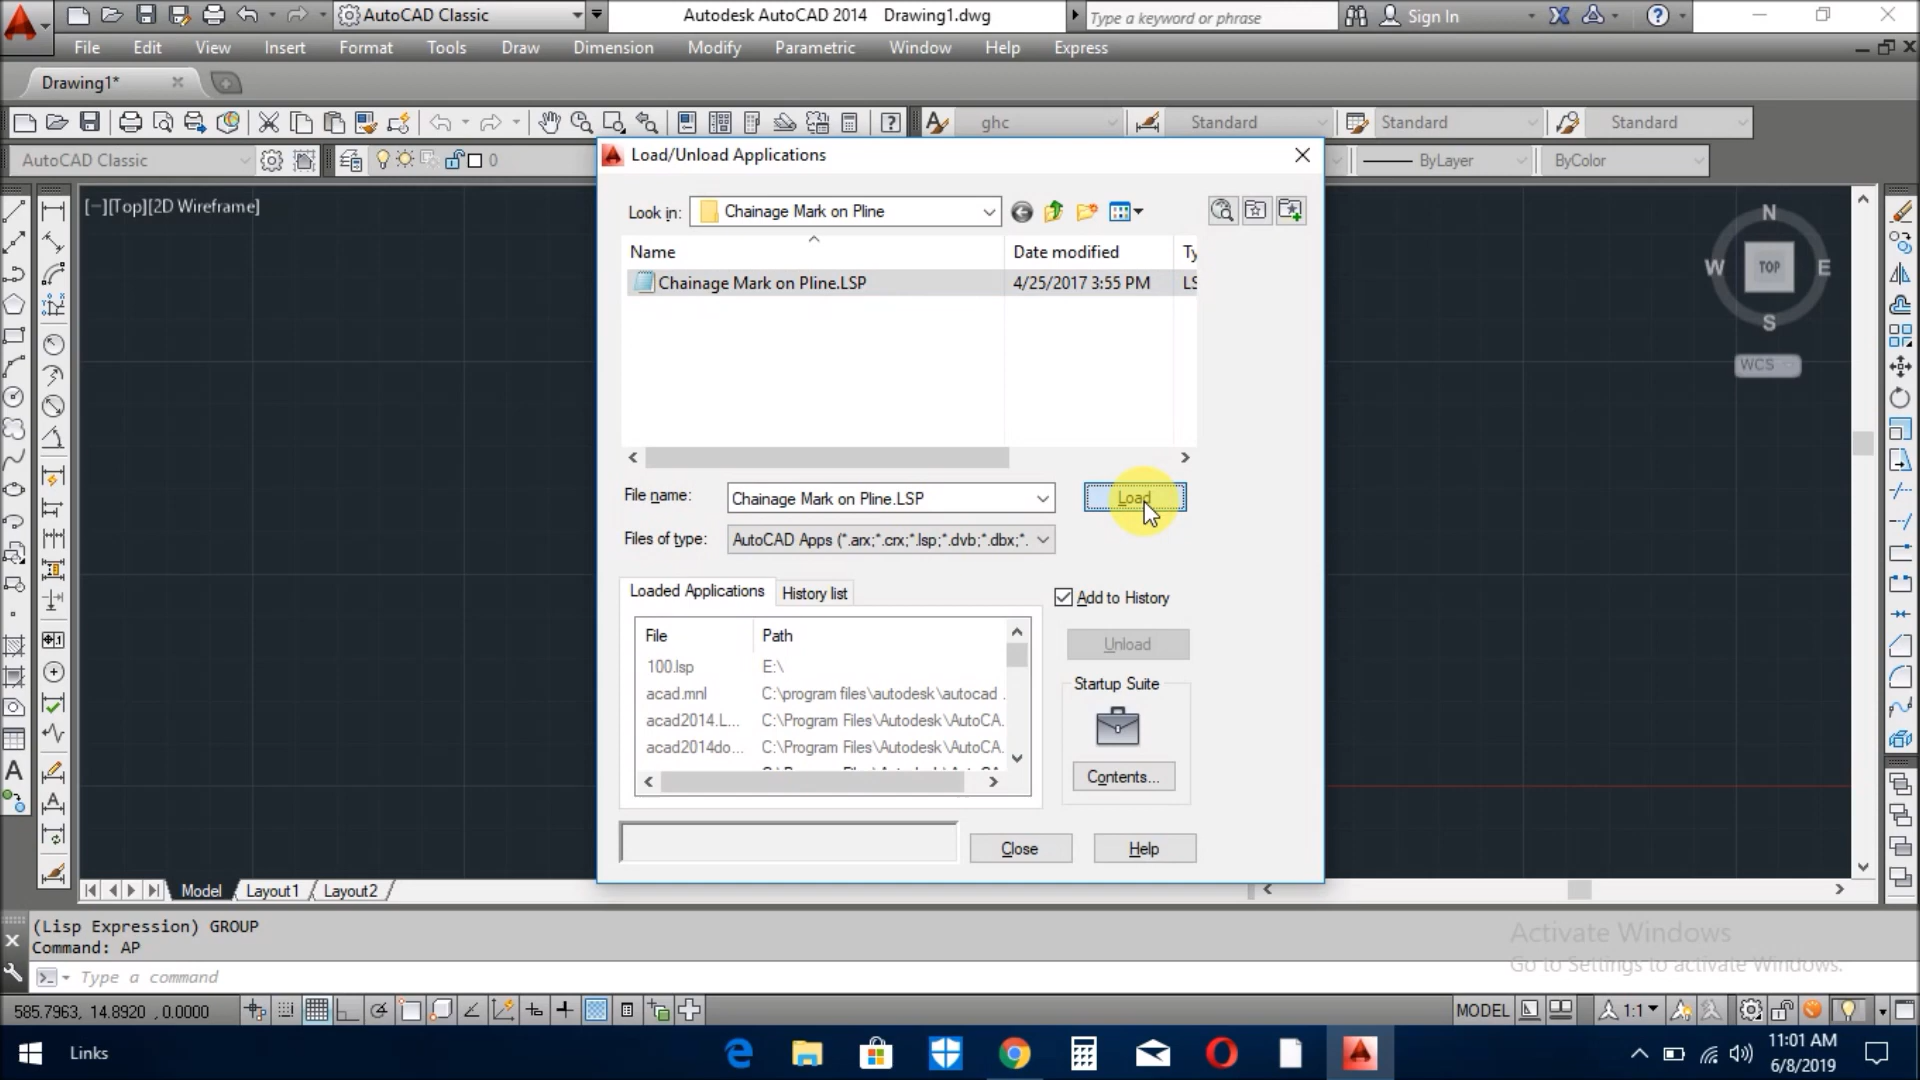 AutoCAD Classic
Autodesk AutoCAD 2014 Drawing1.dwg
Type a keyword or phrase
Sign In
File Edit View Insert Format Tools Draw Dimension Modify Parametric Window Help Express
Drawing1*
ghc
Standard
Standard
Standard
AutoCAD Classic
0
ByLayer
ByColor
[−][Top][2D Wireframe]
Load/Unload Applications
Look in: Chainage Mark on Pline
Name Date modified Ty
Chainage Mark on Pline.LSP 4/25/2017 3:55 PM LS
File name: Chainage Mark on Pline.LSP
Load
Files of type: AutoCAD Apps (*.arx;*.crx;*.lsp;*.dvb;*.dbx;*.
Loaded Applications History list
Add to History
File Path
100.lsp E:\
acad.mnl C:\program files\autodesk\autocad .
acad2014.L... C:\Program Files\Autodesk\AutoCA.
acad2014do... C:\Program Files\Autodesk\AutoCA.
Unload
Startup Suite
Contents...
Close
Help
N
W TOP E
S
WCS
Model Layout1 Layout2
(Lisp Expression) GROUP
Command: AP
Type a command
Activate Windows
Go to Settings to activate Windows.
585.7963, 14.8920 , 0.0000
MODEL
1:1
Links
11:01 AM
6/8/2019